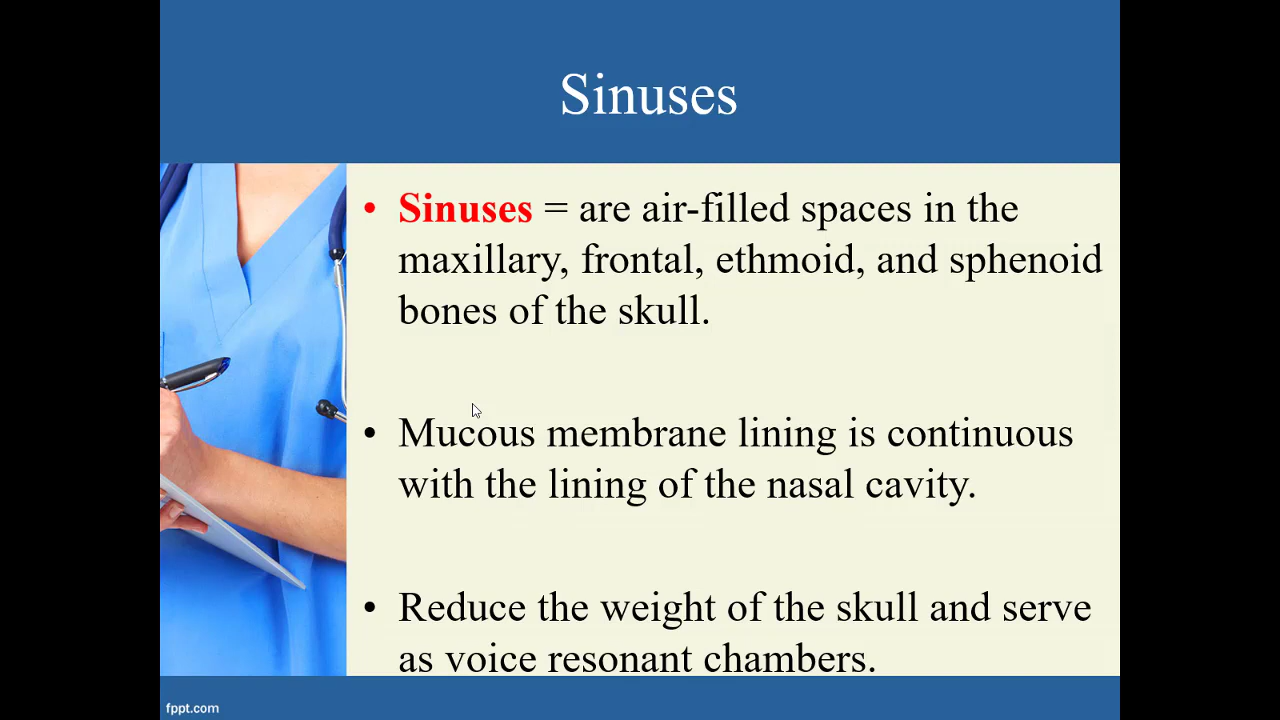 Sinuses
• Sinuses = are air-filled spaces in the
maxillary, frontal, ethmoid, and sphenoid
bones of the skull.
• Mucous membrane lining is continuous
with the lining of the nasal cavity.
• Reduce the weight of the skull and serve
as voice resonant chambers.
fppt.com